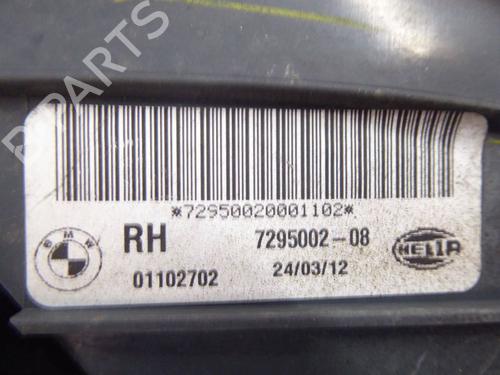 B-PARTS
*72950020001102*
BMW
RH
7295002-08
HELLA
01102702
24/03/12